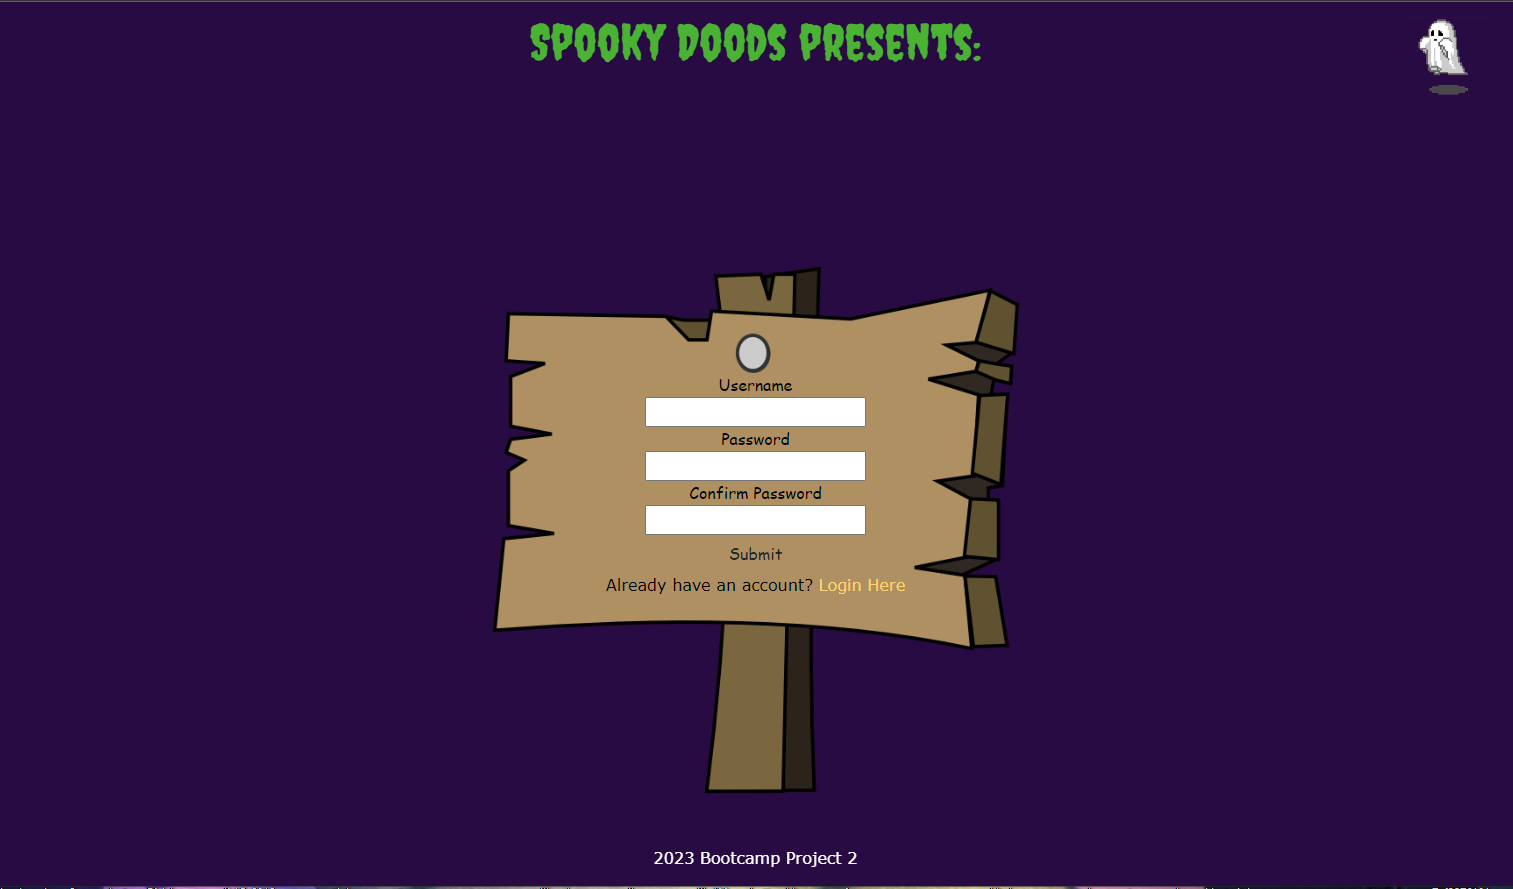 SPOOKY DOODS PRESENTS:
Username
Password
Confirm Password
Submit
Already have an account? Login Here
2023 Bootcamp Project 2